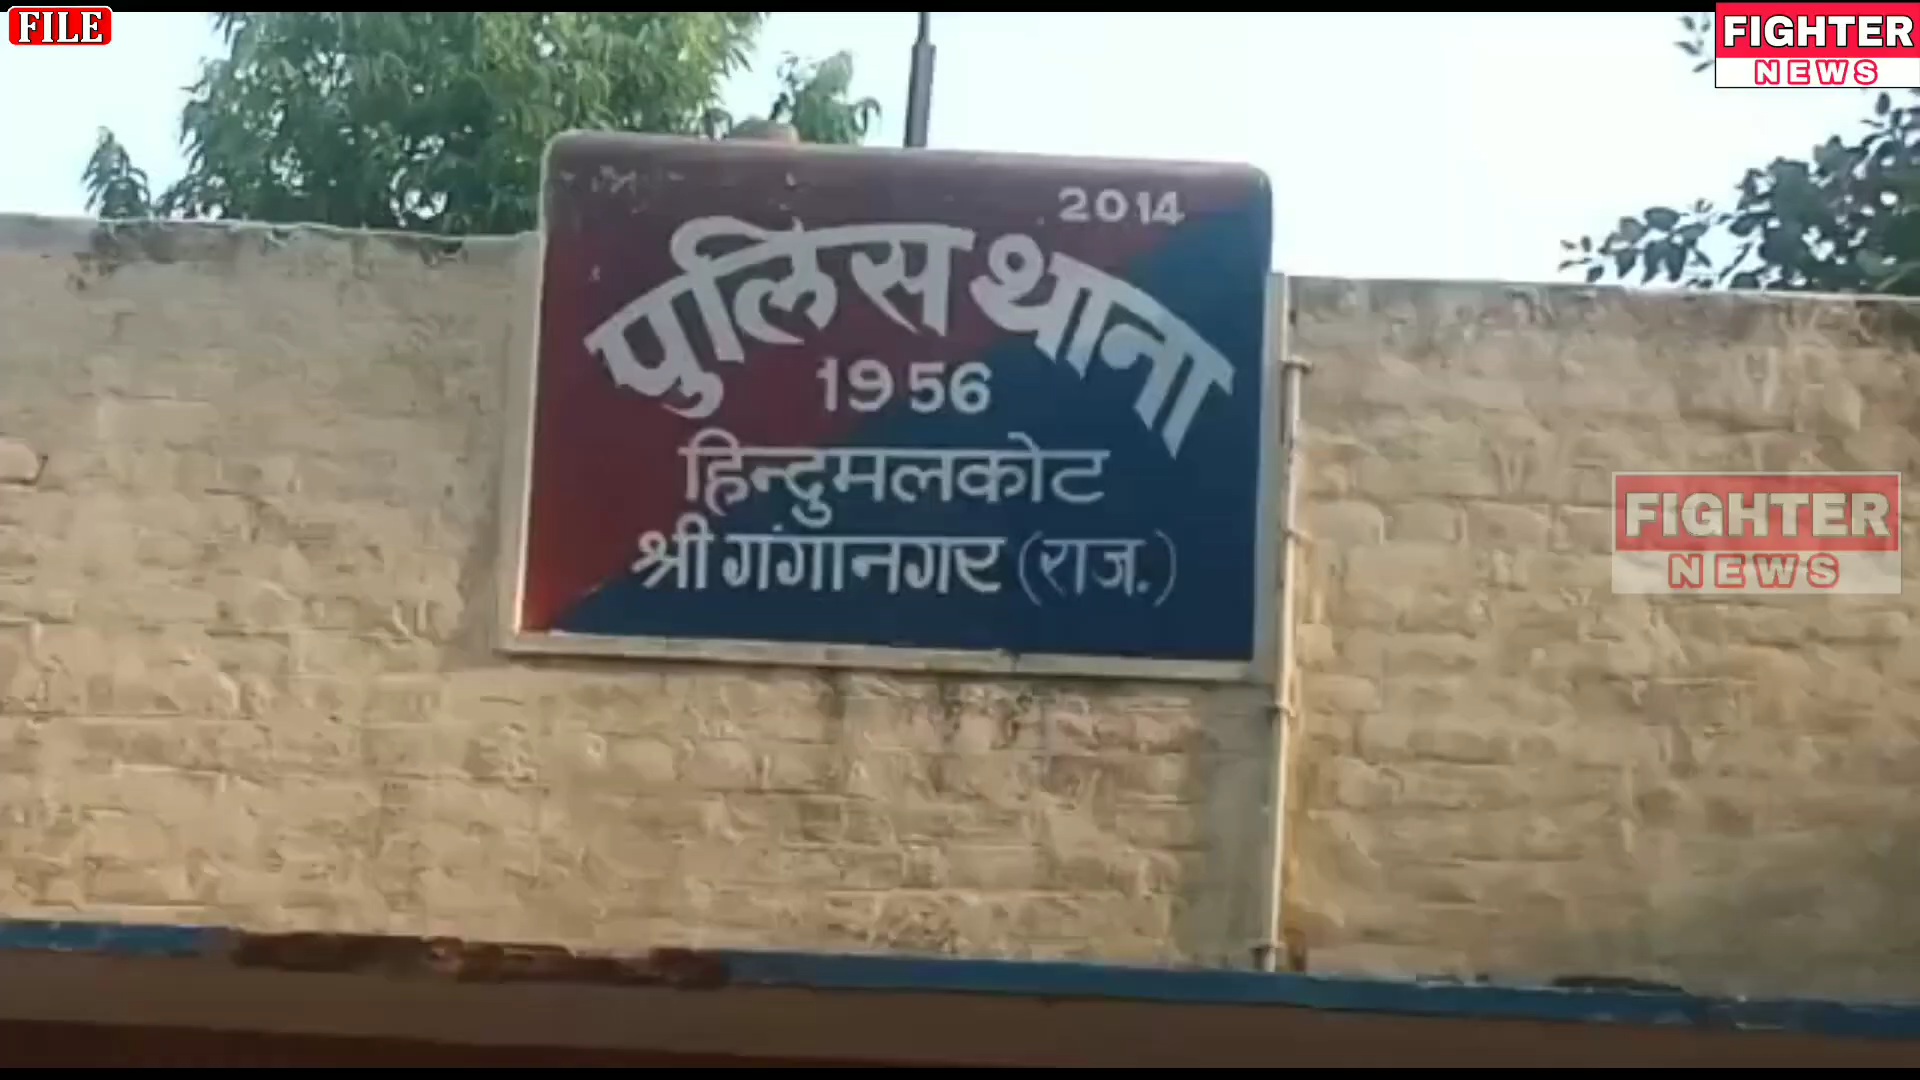 FILE
FIGHTER
NEWS
2014
पुलिस थाना
1956
हिन्दुमलकोट
श्री गंगानगर (राज.)
FIGHTER
NEWS